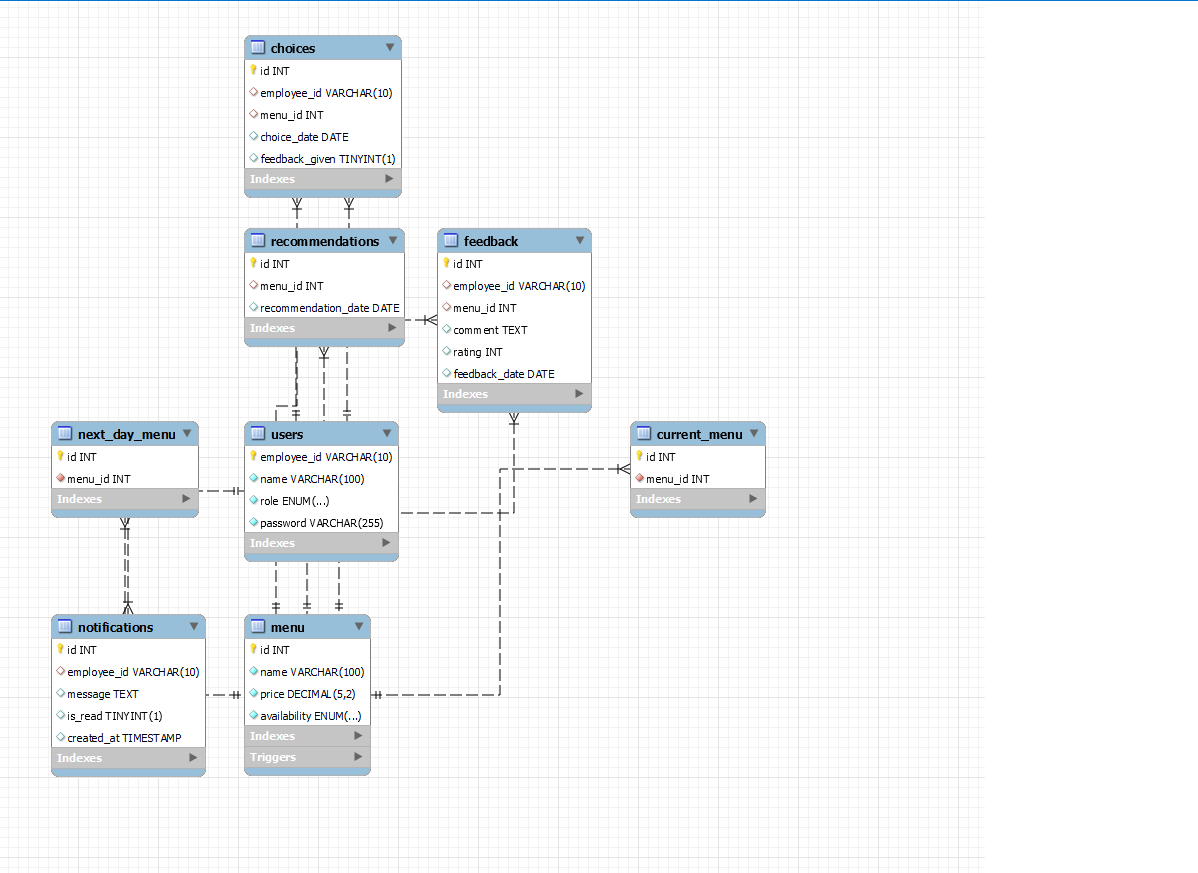 choices
id INT
employee_id VARCHAR(10)
menu_id INT
choice_date DATE
feedback_given TINYINT(1)
Indexes
recommendations
id INT
menu_id INT
recommendation_date DATE
Indexes
feedback
id INT
employee_id VARCHAR(10)
menu_id INT
comment TEXT
rating INT
feedback_date DATE
Indexes
next_day_menu
id INT
menu_id INT
Indexes
users
employee_id VARCHAR(10)
name VARCHAR(100)
role ENUM(...)
password VARCHAR(255)
Indexes
current_menu
id INT
menu_id INT
Indexes
notifications
id INT
employee_id VARCHAR(10)
message TEXT
is_read TINYINT(1)
created_at TIMESTAMP
Indexes
menu
id INT
name VARCHAR(100)
price DECIMAL(5,2)
availability ENUM(...)
Indexes
Triggers